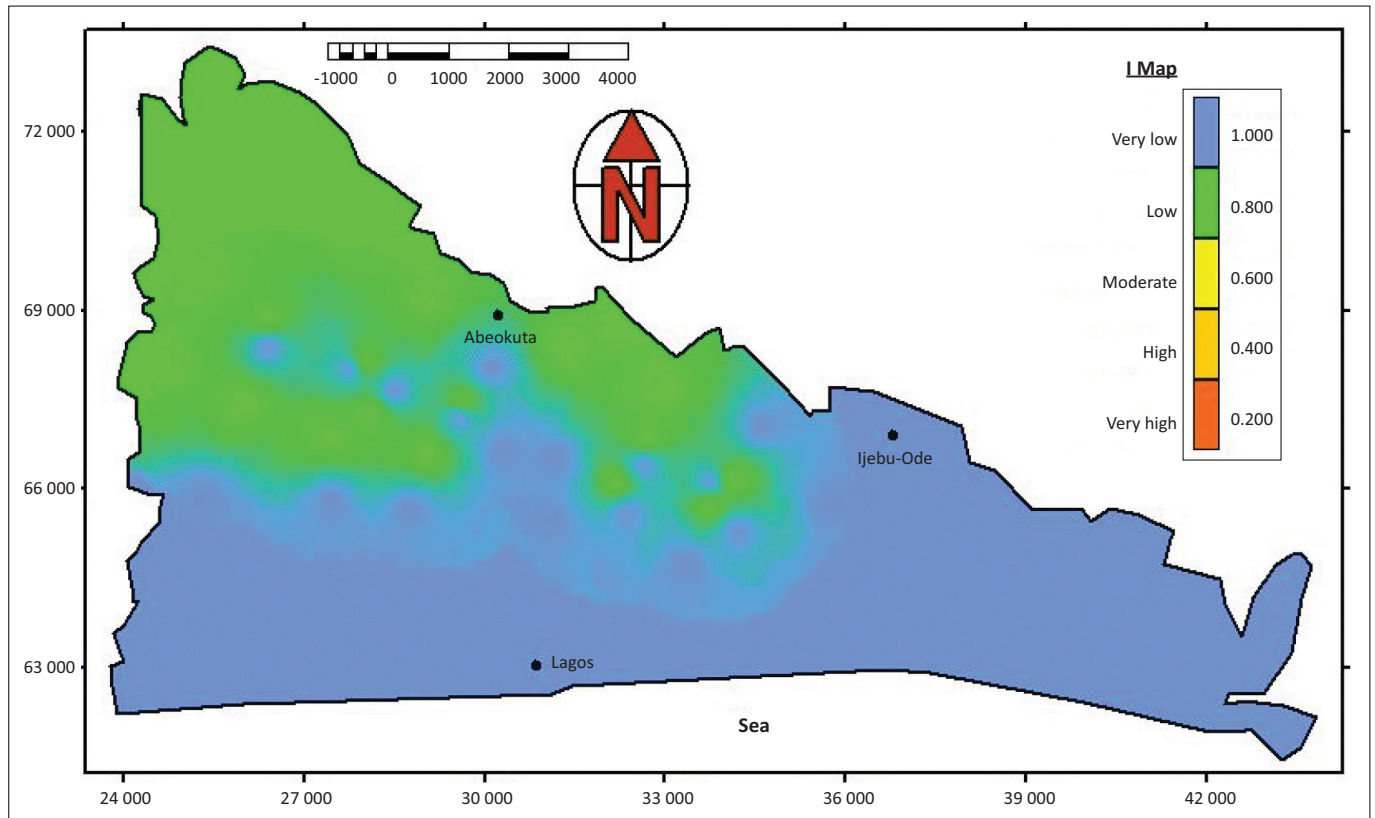 -1000 0 1000 2000 3000 4000
I Map
Very low 1.000
Low 0.800
Moderate 0.600
High 0.400
Very high 0.200
N
72 000
69 000
66 000
63 000
Abeokuta
Ijebu-Ode
Lagos
Sea
24 000 27 000 30 000 33 000 36 000 39 000 42 000